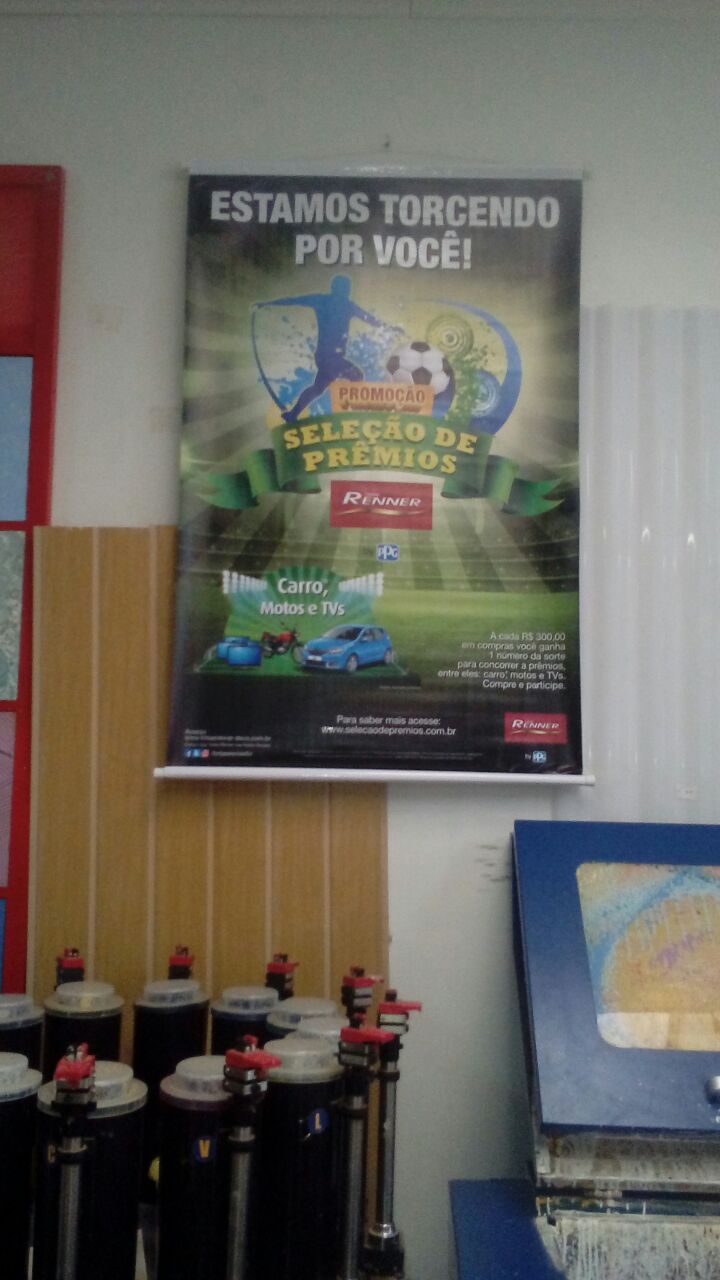 ESTAMOS TORCENDO
POR VOCÊ!
PROMOÇÃO
SELEÇÃO DE
PRÊMIOS
RENNER
PPG
Carro,
Motos e TVs
A cada R$ 300,00
em compras você ganha
1 número da sorte
para concorrer a prêmios,
entre eles: carro, motos e TVs.
Compre e participe.
Para saber mais acesse:
www.selecaodepremios.com.br
RENNER
by PPG
C
V
L